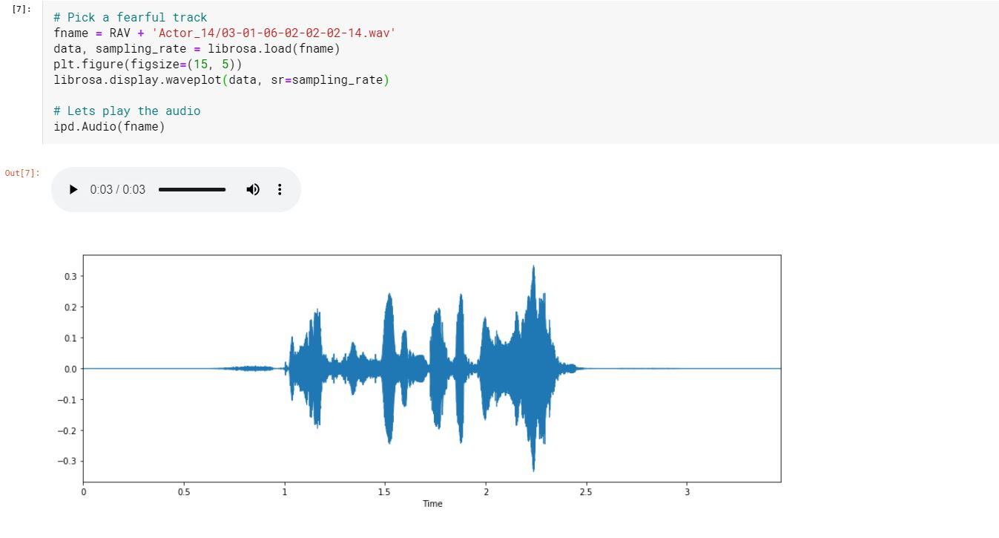 [7]:
# Pick a fearful track
fname = RAV + 'Actor_14/03-01-06-02-02-02-14.wav'
data, sampling_rate = librosa.load(fname)
plt.figure(figsize=(15, 5))
librosa.display.waveplot(data, sr=sampling_rate)
# Lets play the audio
ipd.Audio(fname)
Out[7]:
0:03 / 0:03
0.3
0.2
0.1
0.0
−0.1
−0.2
−0.3
0 0.5 1 1.5 2 2.5 3
Time